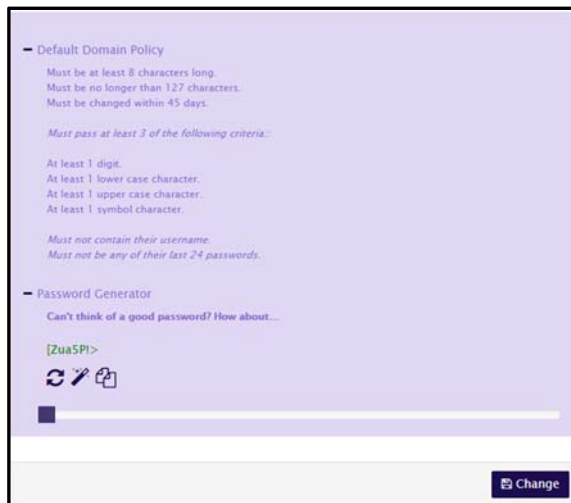 Default Domain Policy
Must be at least 8 characters long.
Must be no longer than 127 characters.
Must be changed within 45 days.
Must pass at least 3 of the following criteria.:
At least 1 digit.
At least 1 lower case character.
At least 1 upper case character.
At least 1 symbol character.
Must not contain their username.
Must not be any of their last 24 passwords.
Password Generator
Can't think of a good password? How about...
[Zua5P!>
Change